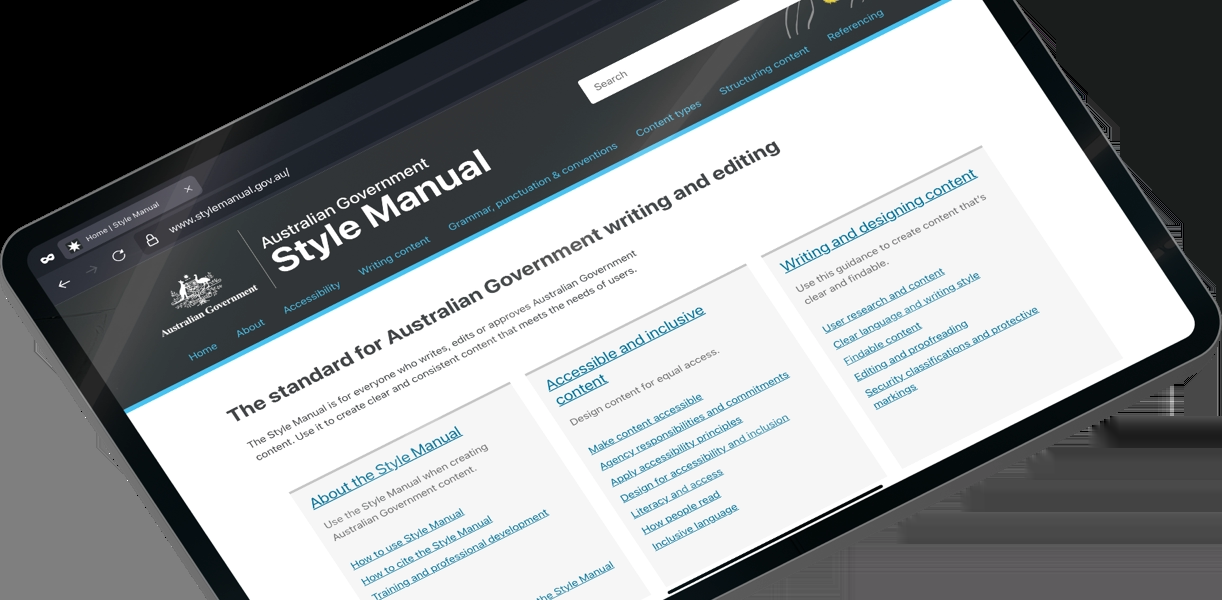 Home | Style Manual
www.stylemanual.gov.au/
Australian Government
Australian Government
Style Manual
Search
Home
About
Accessibility
Writing content
Grammar, punctuation & conventions
Content types
Structuring content
Referencing
The standard for Australian Government writing and editing
The Style Manual is for everyone who writes, edits or approves Australian Government
content. Use it to create clear and consistent content that meets the needs of users.
About the Style Manual
Use the Style Manual when creating
Australian Government content.
How to use Style Manual
How to cite the Style Manual
Training and professional development
the Style Manual
Accessible and inclusive
content
Design content for equal access.
Make content accessible
Agency responsibilities and commitments
Apply accessibility principles
Design for accessibility and inclusion
Literacy and access
How people read
Inclusive language
Writing and designing content
Use this guidance to create content that's
clear and findable.
User research and content
Clear language and writing style
Findable content
Editing and proofreading
Security classifications and protective
markings